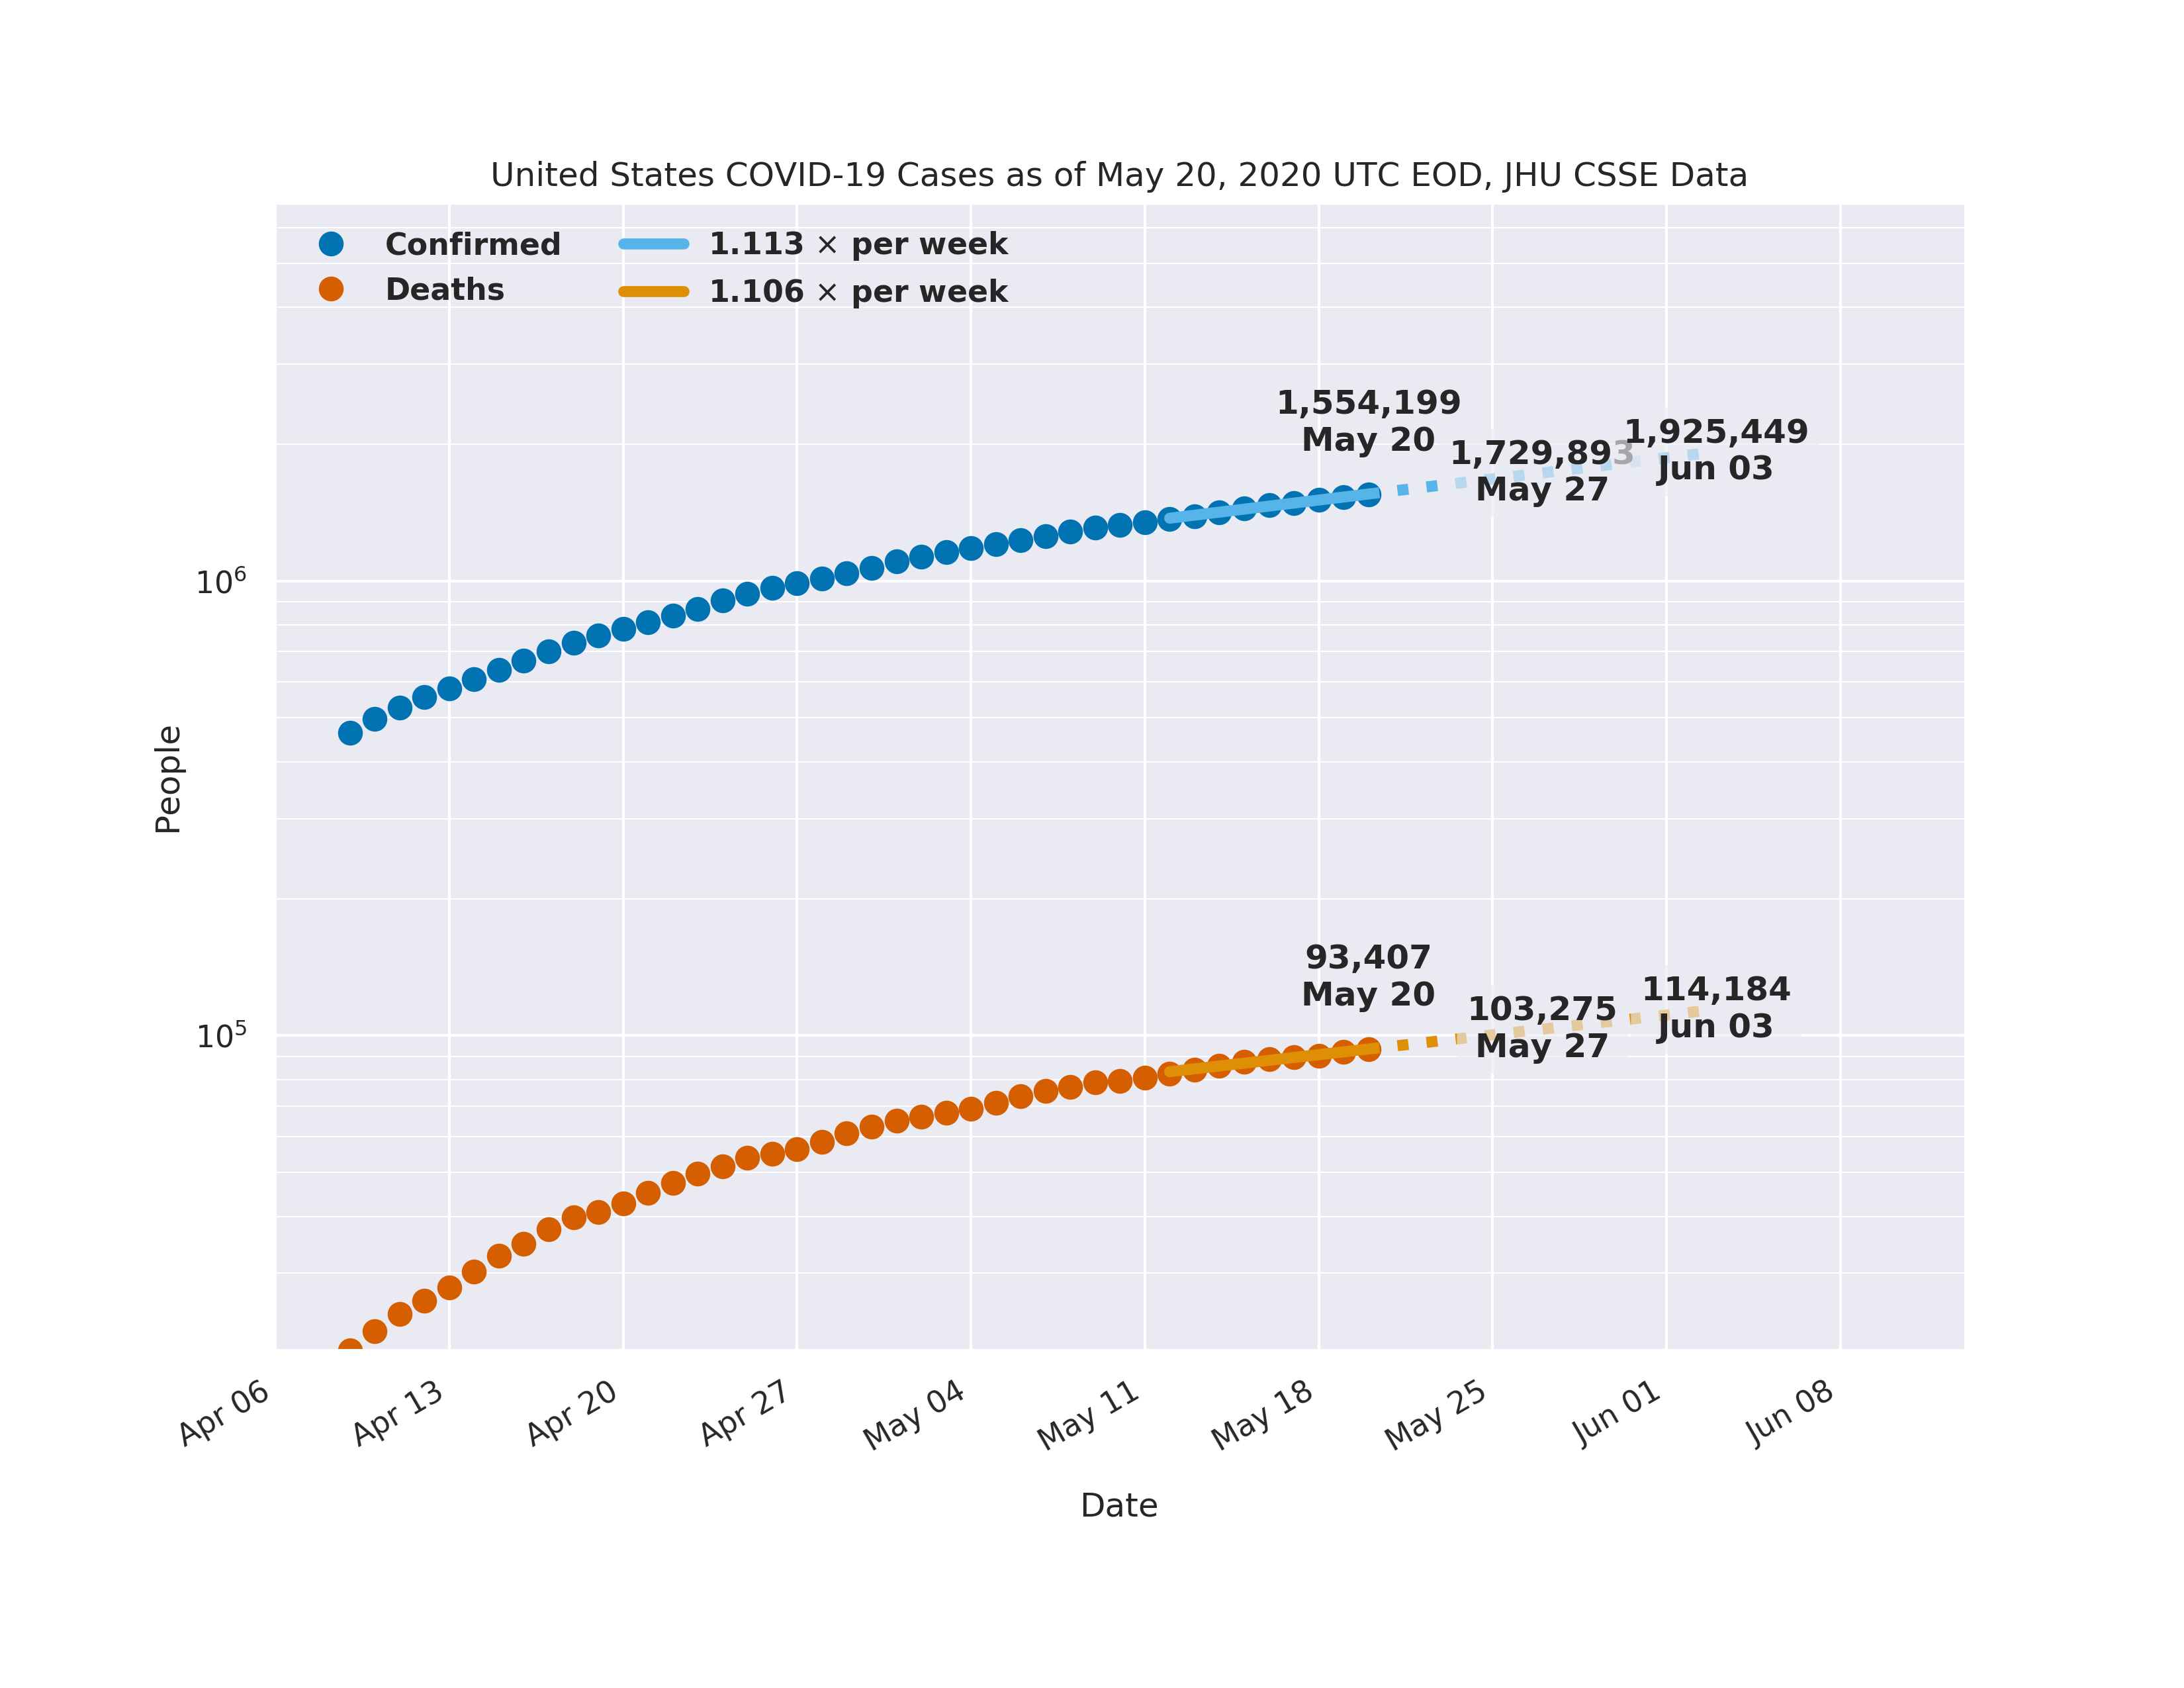 United States COVID-19 Cases as of May 20, 2020 UTC EOD, JHU CSSE Data
Confirmed
Deaths
1.113 × per week
1.106 × per week
1,554,199
May 20
1,729,893
May 27
1,925,449
Jun 03
93,407
May 20
103,275
May 27
114,184
Jun 03
People
10⁶
10⁵
Apr 06
Apr 13
Apr 20
Apr 27
May 04
May 11
May 18
May 25
Jun 01
Jun 08
Date